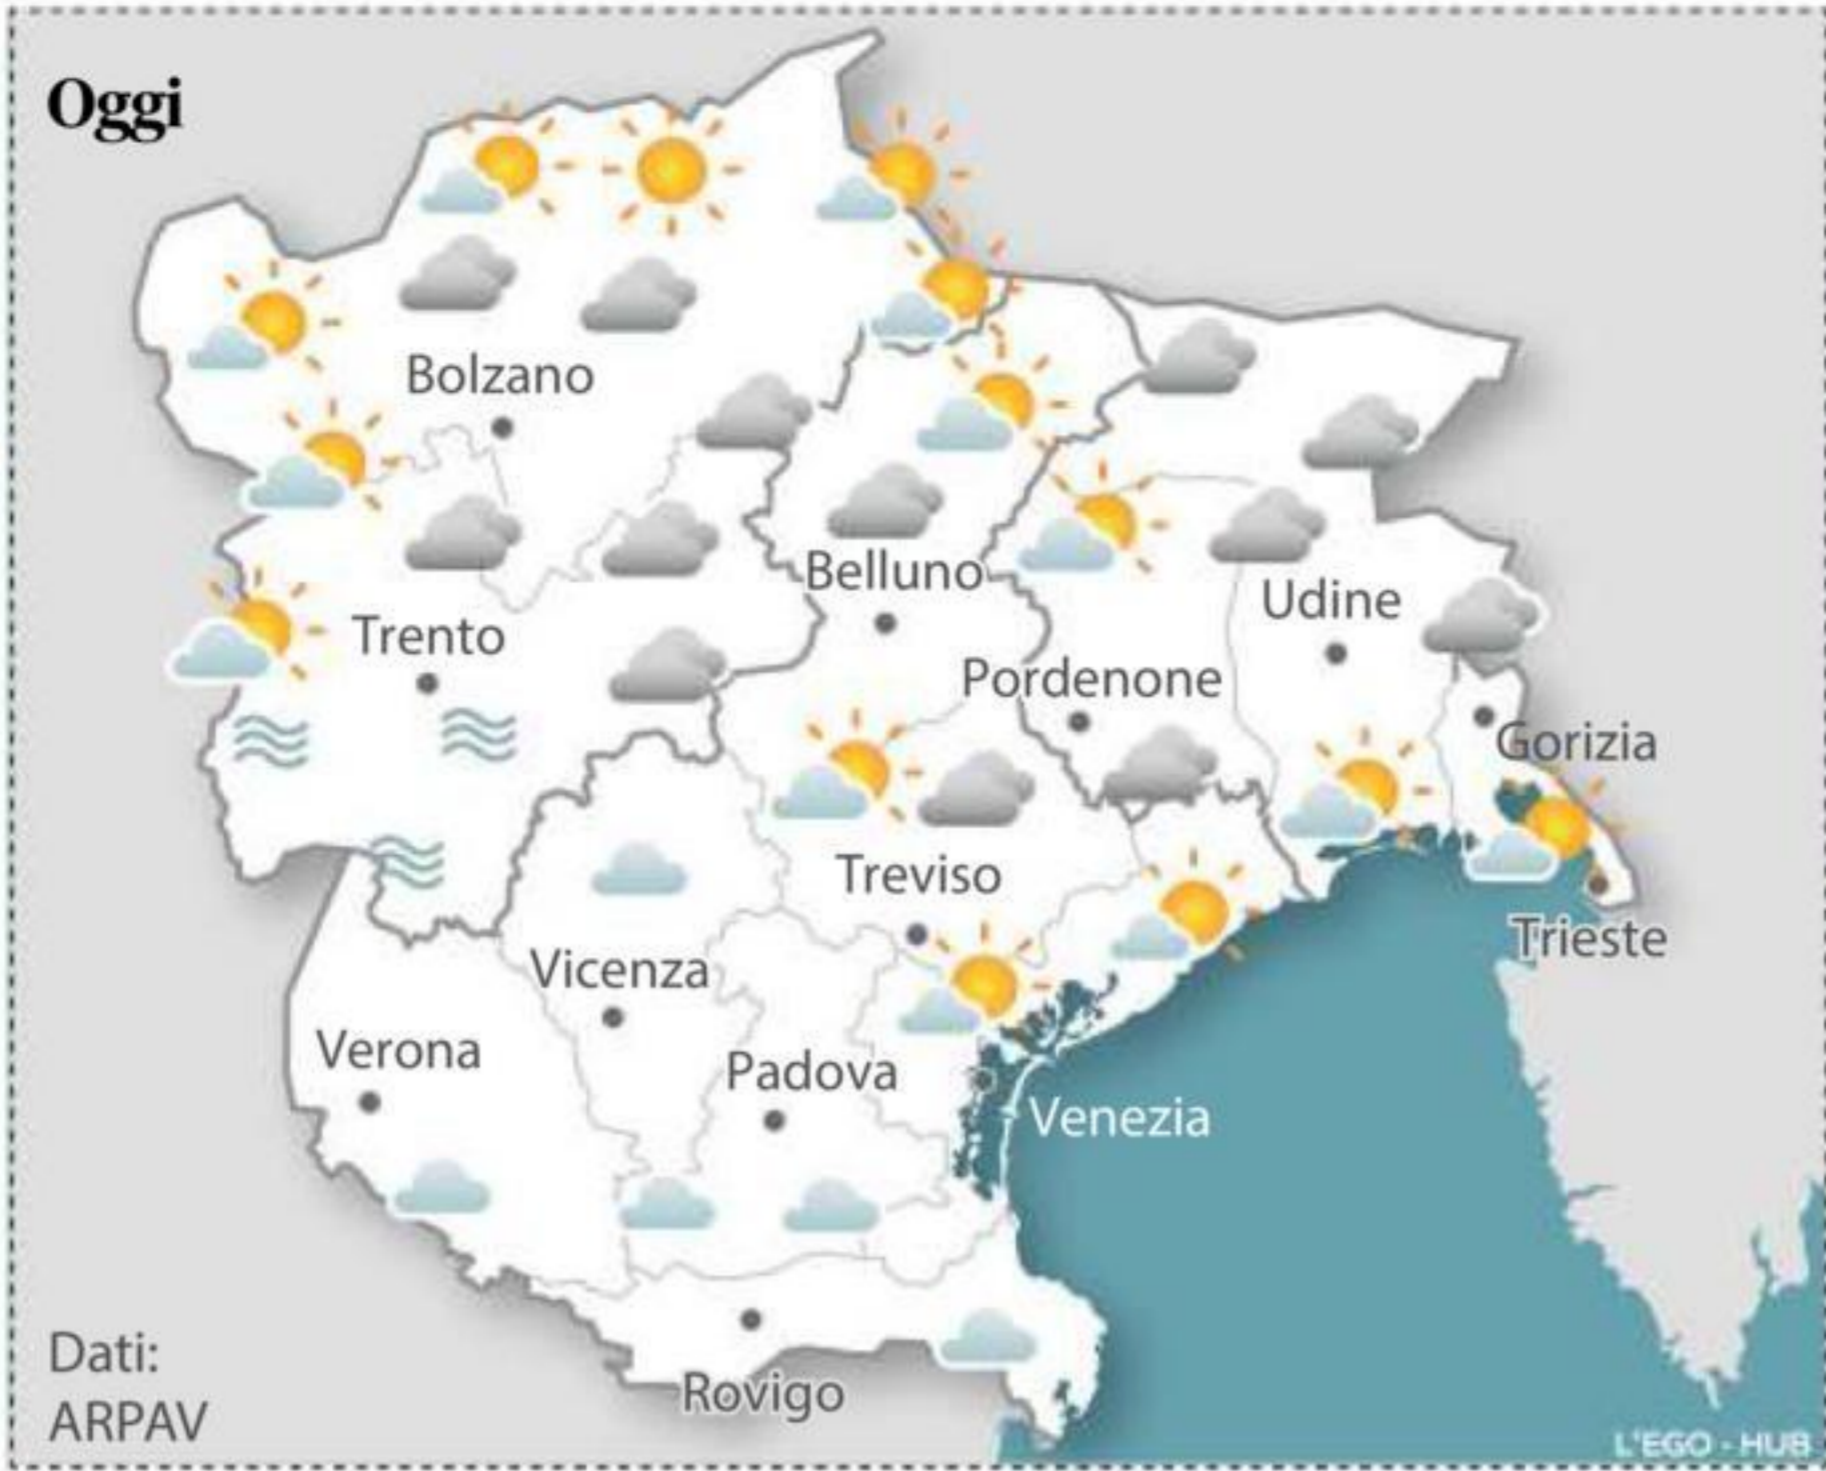 Oggi
Bolzano
Belluno
Udine
Trento
Pordenone
Gorizia
Treviso
Trieste
Vicenza
Verona
Padova
Venezia
Dati:
ARPAV
Rovigo
L'EGO - HUB